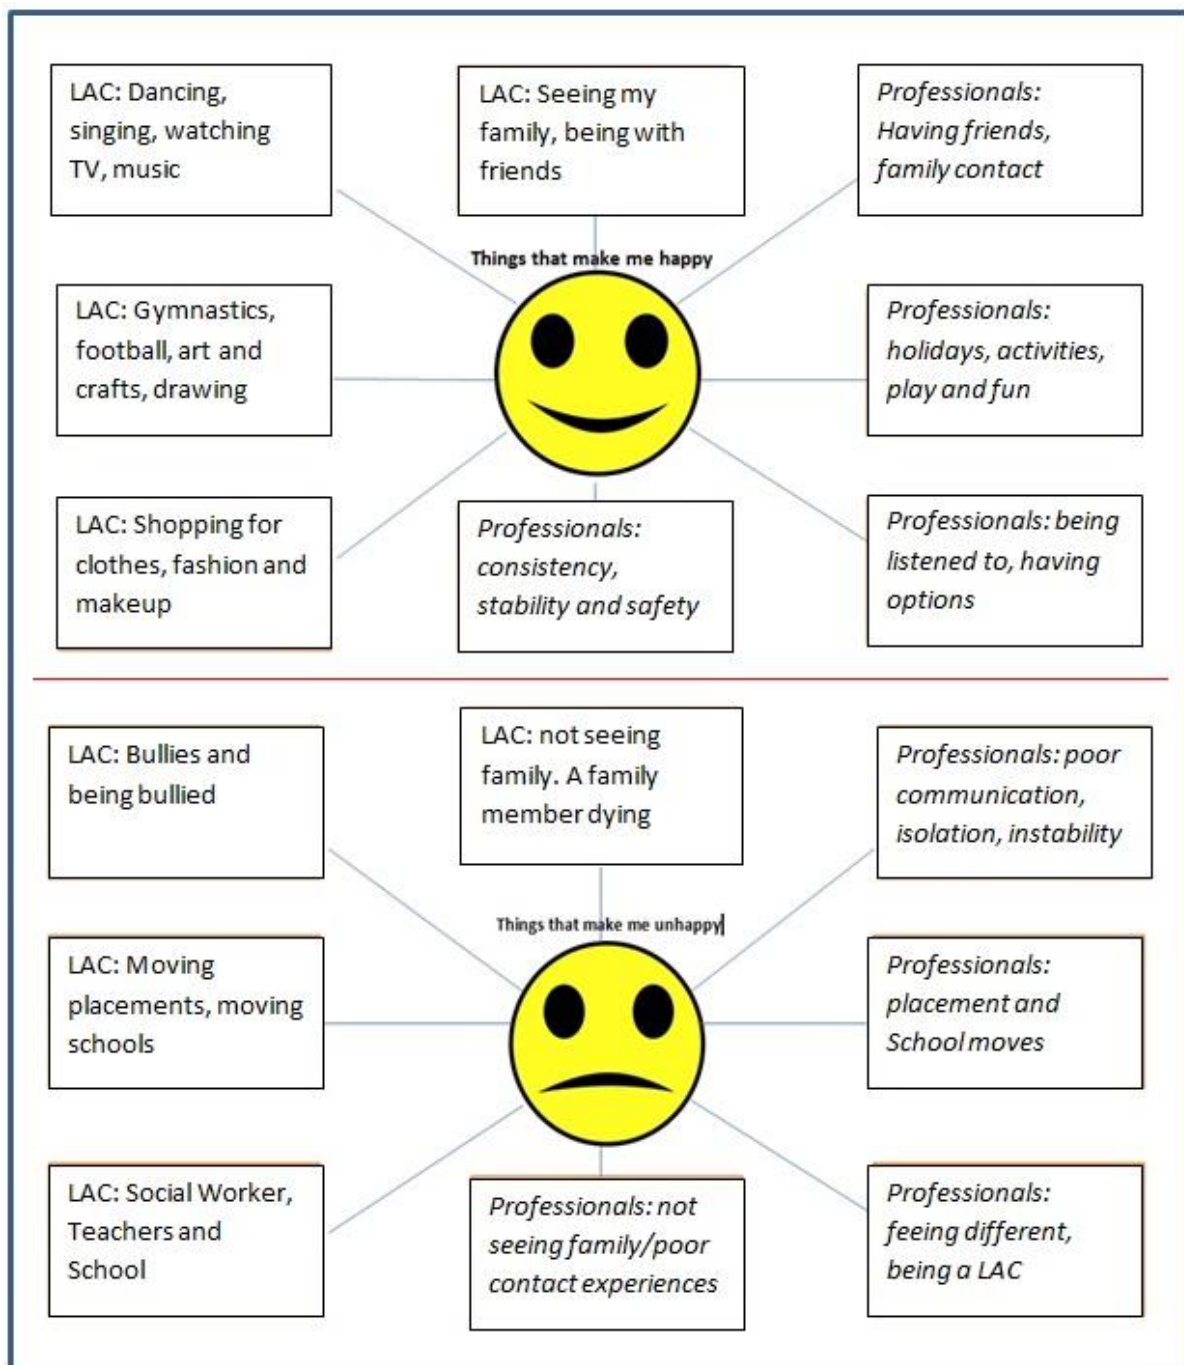 LAC: Dancing,
singing, watching
TV, music
LAC: Seeing my
family, being with
friends
Professionals:
Having friends,
family contact
Things that make me happy
LAC: Gymnastics,
football, art and
crafts, drawing
Professionals:
holidays, activities,
play and fun
LAC: Shopping for
clothes, fashion and
makeup
Professionals:
consistency,
stability and safety
Professionals: being
listened to, having
options
LAC: Bullies and
being bullied
LAC: not seeing
family. A family
member dying
Professionals: poor
communication,
isolation, instability
Things that make me unhappy
LAC: Moving
placements, moving
schools
Professionals:
placement and
School moves
LAC: Social Worker,
Teachers and
School
Professionals: not
seeing family/poor
contact experiences
Professionals:
feeing different,
being a LAC